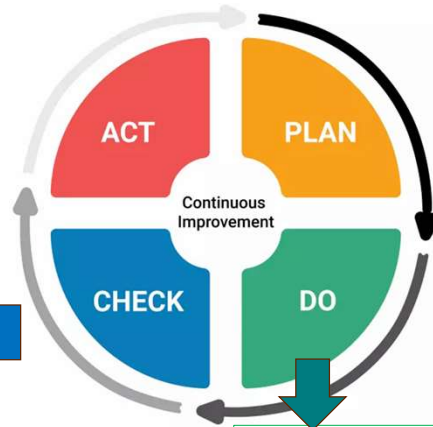 ACT
PLAN
Continuous
Improvement
CHECK
DO